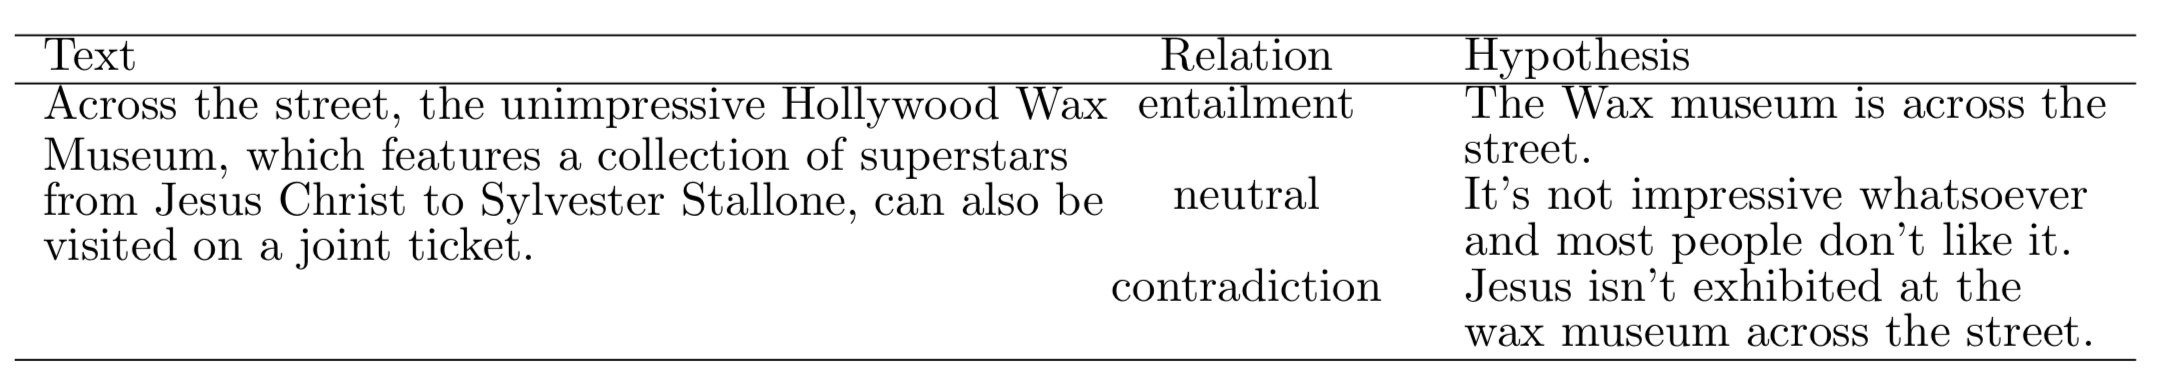 Text Relation Hypothesis
Across the street, the unimpressive Hollywood Wax entailment The Wax museum is across the
Museum, which features a collection of superstars street.
from Jesus Christ to Sylvester Stallone, can also be neutral It's not impressive whatsoever
visited on a joint ticket. and most people don't like it.
contradiction Jesus isn't exhibited at the
wax museum across the street.